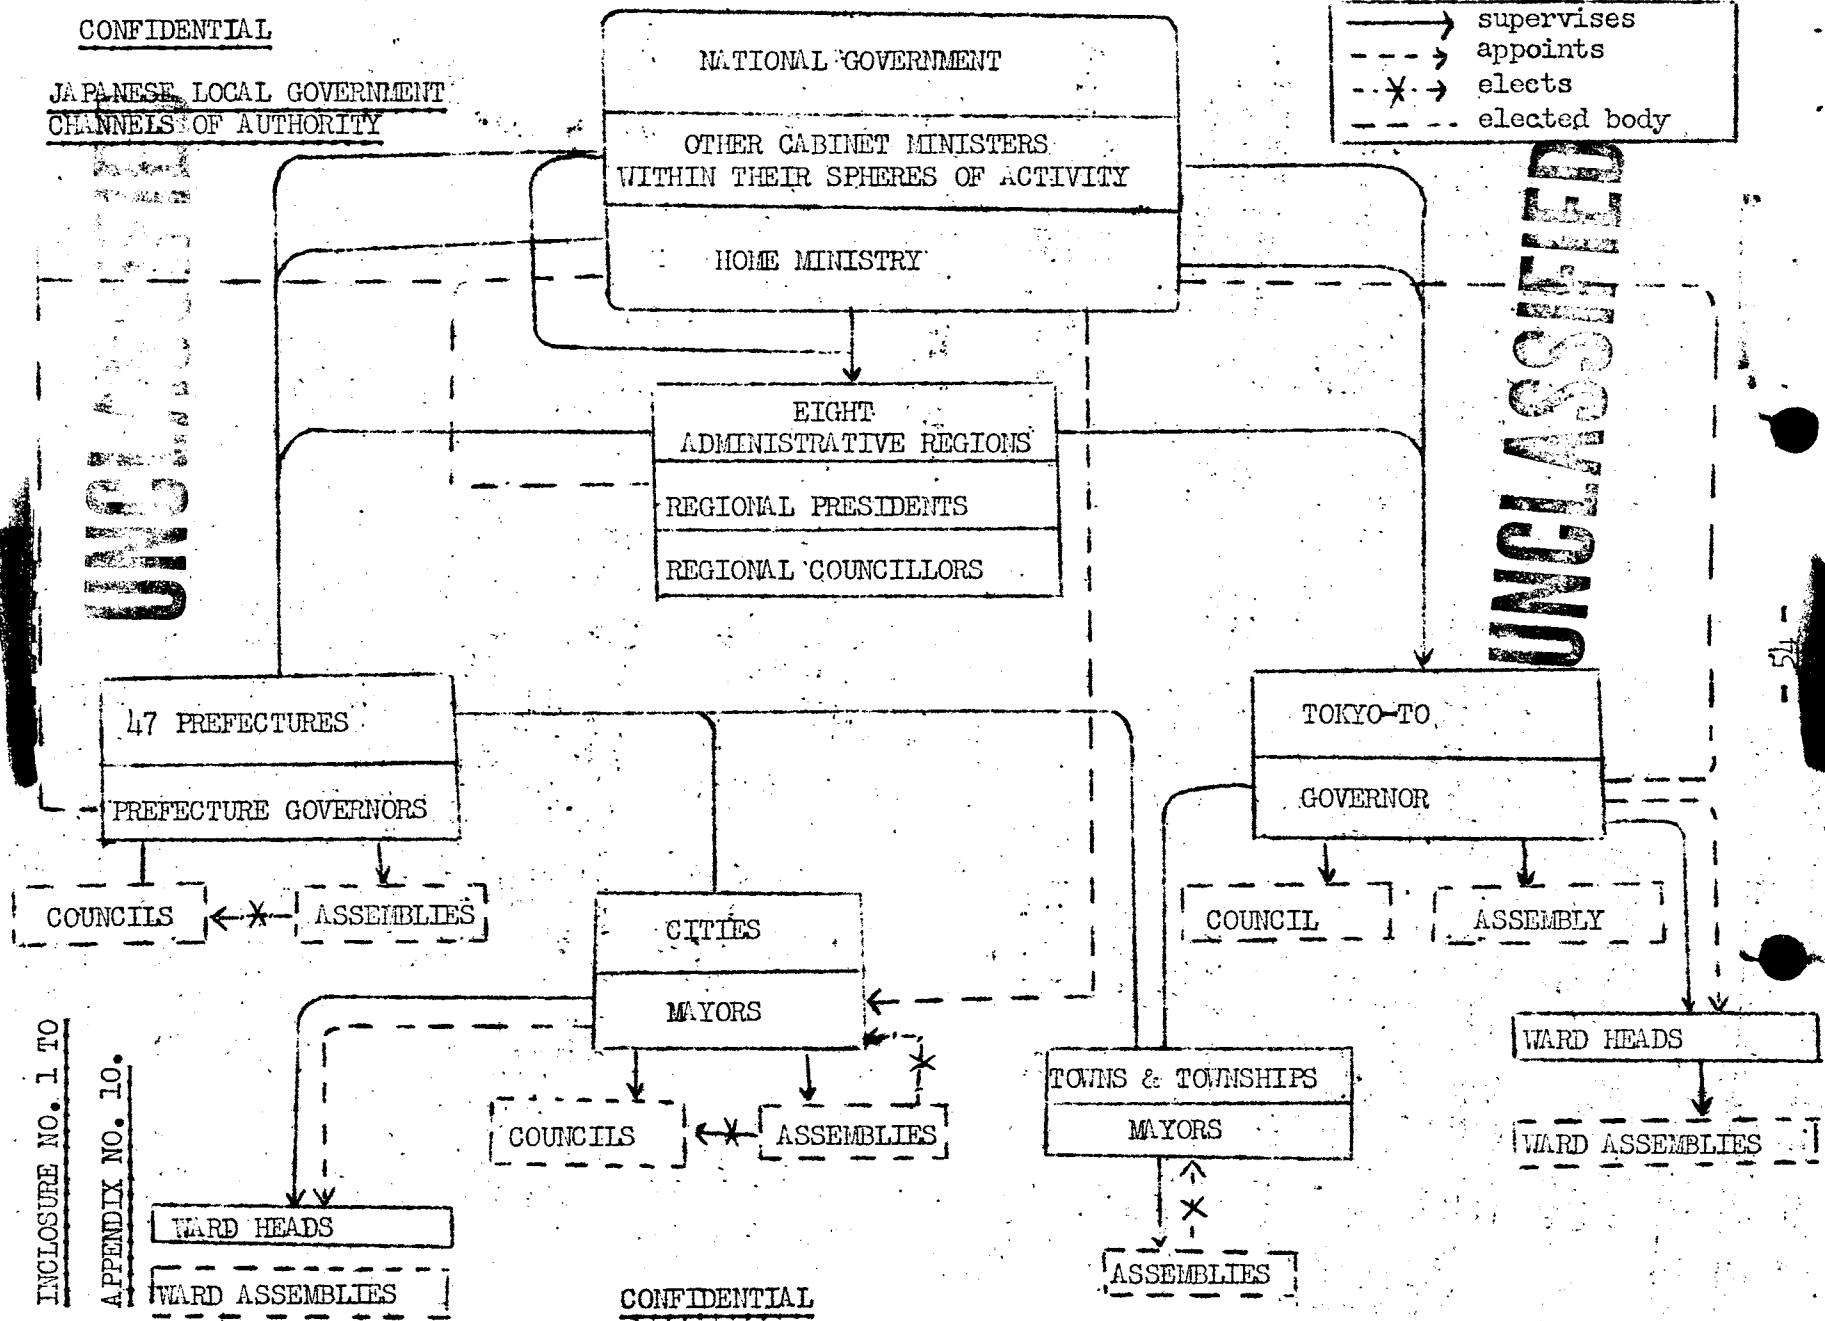 CONFIDENTIAL
JAPANESE LOCAL GOVERNMENT
CHANNELS OF AUTHORITY
supervises
appoints
elects
elected body
NATIONAL GOVERNMENT
OTHER CABINET MINISTERS
WITHIN THEIR SPHERES OF ACTIVITY
HOME MINISTRY
UNCLASSIFIED
UNCLASSIFIED
EIGHT
ADMINISTRATIVE REGIONS
REGIONAL PRESIDENTS
REGIONAL COUNCILLORS
- 54 -
47 PREFECTURES
PREFECTURE GOVERNORS
TOKYO-TO
GOVERNOR
COUNCILS
ASSEMBLIES
CITIES
MAYORS
COUNCIL
ASSEMBLY
COUNCILS
ASSEMBLIES
TOWNS & TOWNSHIPS
MAYORS
WARD HEADS
WARD ASSEMBLIES
WARD HEADS
WARD ASSEMBLIES
ASSEMBLIES
INCLOSURE NO. 1 TO
APPENDIX NO. 10.
CONFIDENTIAL